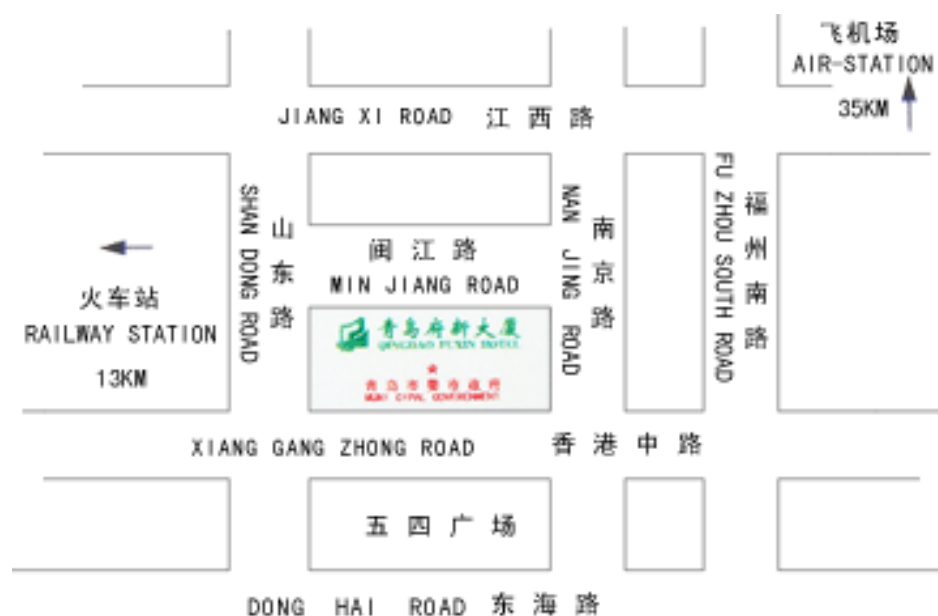 飞机场
AIR-STATION
35KM
JIANG XI ROAD 江西路
SHAN DONG ROAD
山东路
闽江路
MIN JIANG ROAD
NAN JING ROAD
南京路
FU ZHOU SOUTH ROAD
福州南路
火车站
RAILWAY STATION
13KM
青岛府新大厦
QINGDAO FUXIN HOTEL
青岛市人民政府
XIANG GANG ZHONG ROAD 香港中路
五四广场
DONG HAI ROAD 东海路